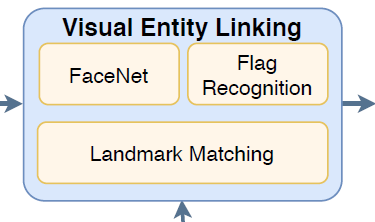 Visual Entity Linking
FaceNet
Flag
Recognition
Landmark Matching